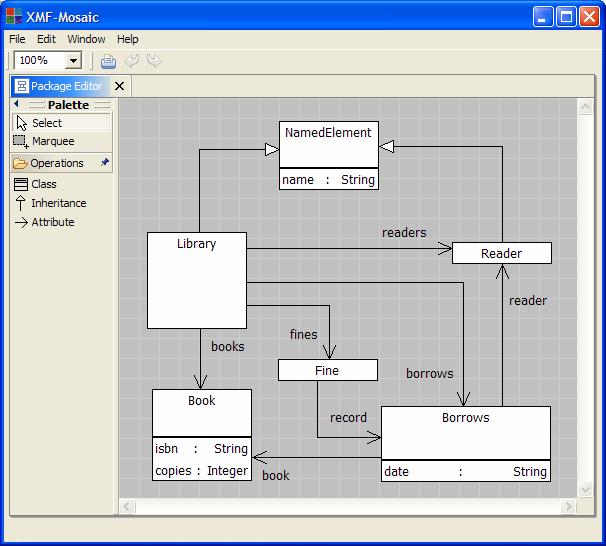 XMF-Mosaic
File Edit Window Help
100%
Package Editor
Palette
Select
Marquee
Operations
Class
Inheritance
Attribute
NamedElement
name : String
readers
Library
Reader
reader
fines
books
Fine
borrows
Book
record
Borrows
isbn : String
copies : Integer
book
date : String